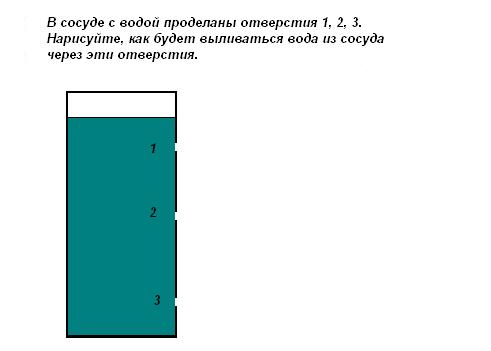 В сосуде с водой проделаны отверстия 1, 2, 3.
Нарисуйте, как будет выливаться вода из сосуда
через эти отверстия.
1
2
3